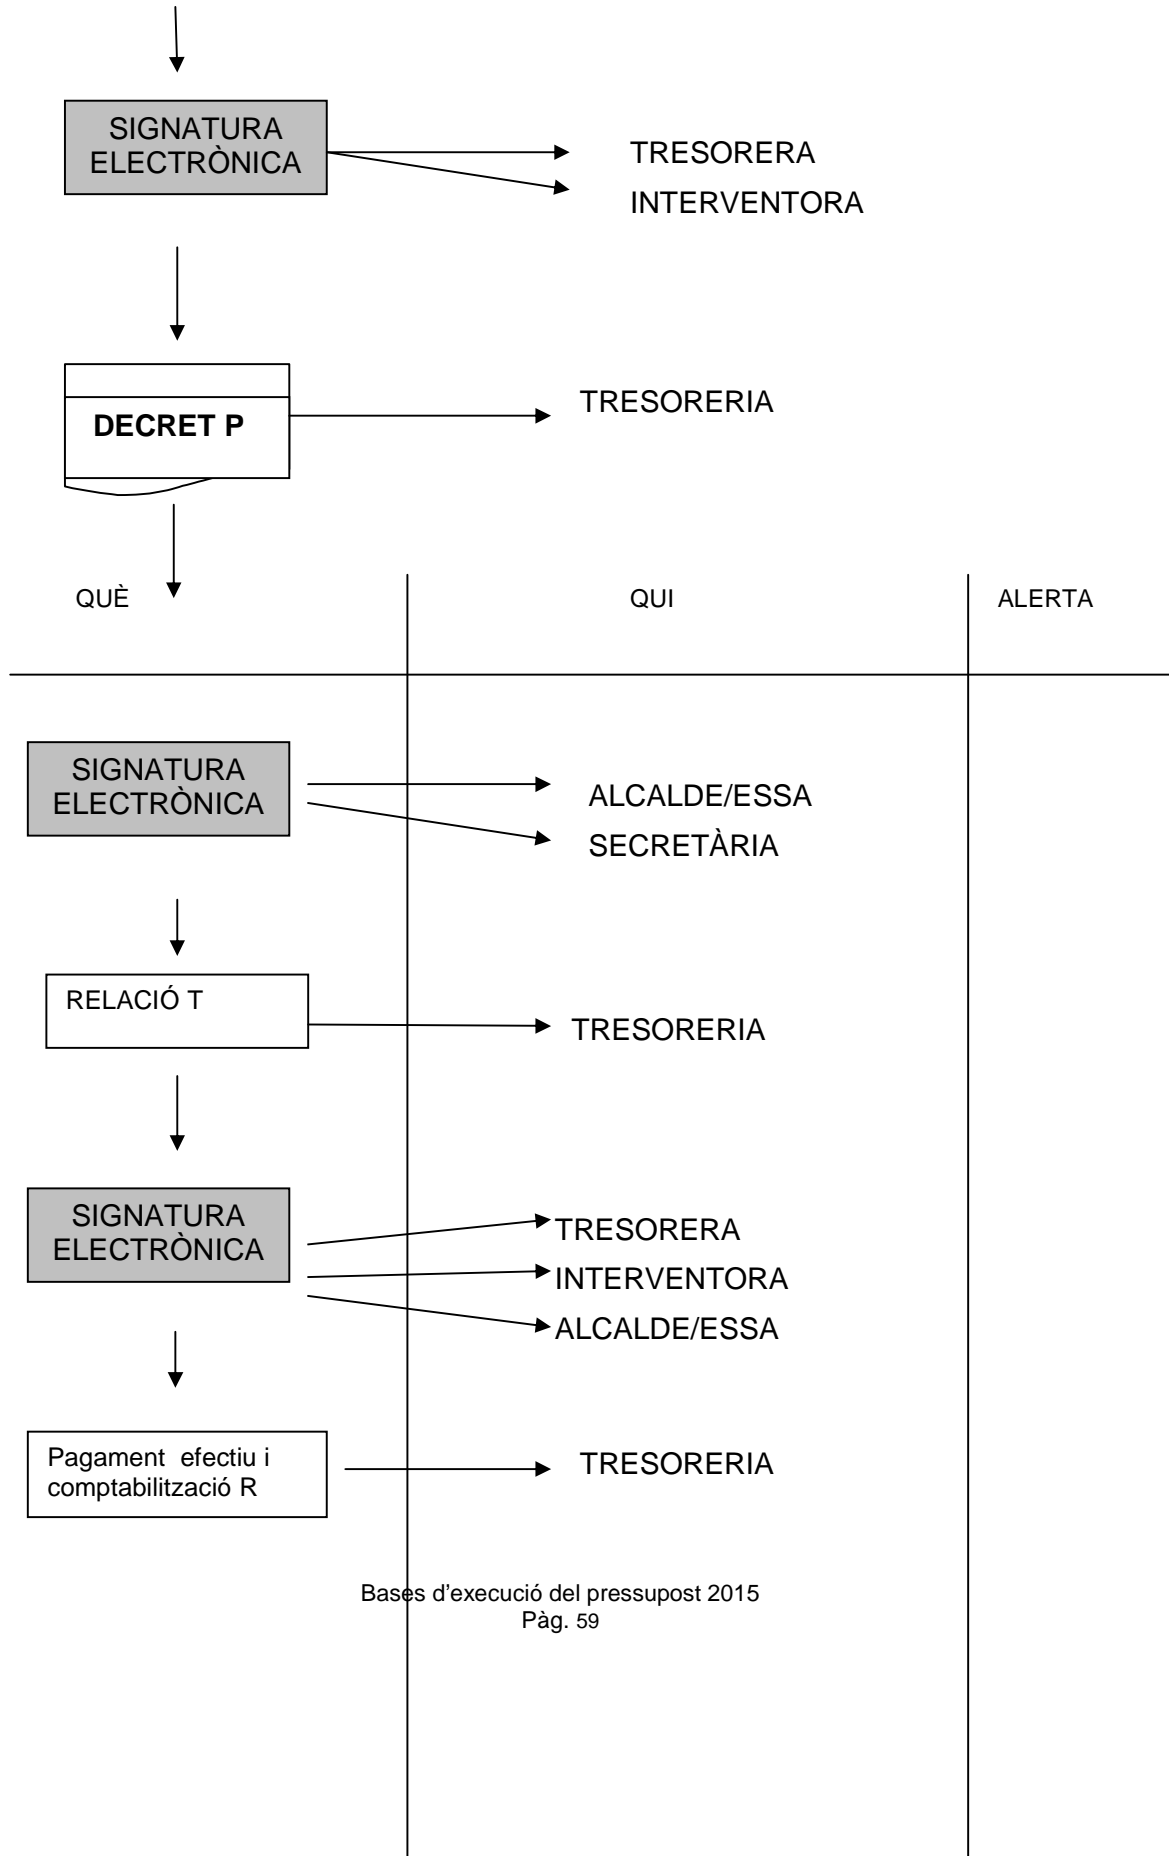 SIGNATURA
ELECTRÒNICA
TRESORERA
INTERVENTORA
DECRET P
TRESORERIA
QUÈ
QUI
ALERTA
SIGNATURA
ELECTRÒNICA
ALCALDE/ESSA
SECRETÀRIA
RELACIÓ T
TRESORERIA
SIGNATURA
ELECTRÒNICA
TRESORERA
INTERVENTORA
ALCALDE/ESSA
Pagament efectiu i
comptabilització R
TRESORERIA
Bases d'execució del pressupost 2015
Pàg. 59